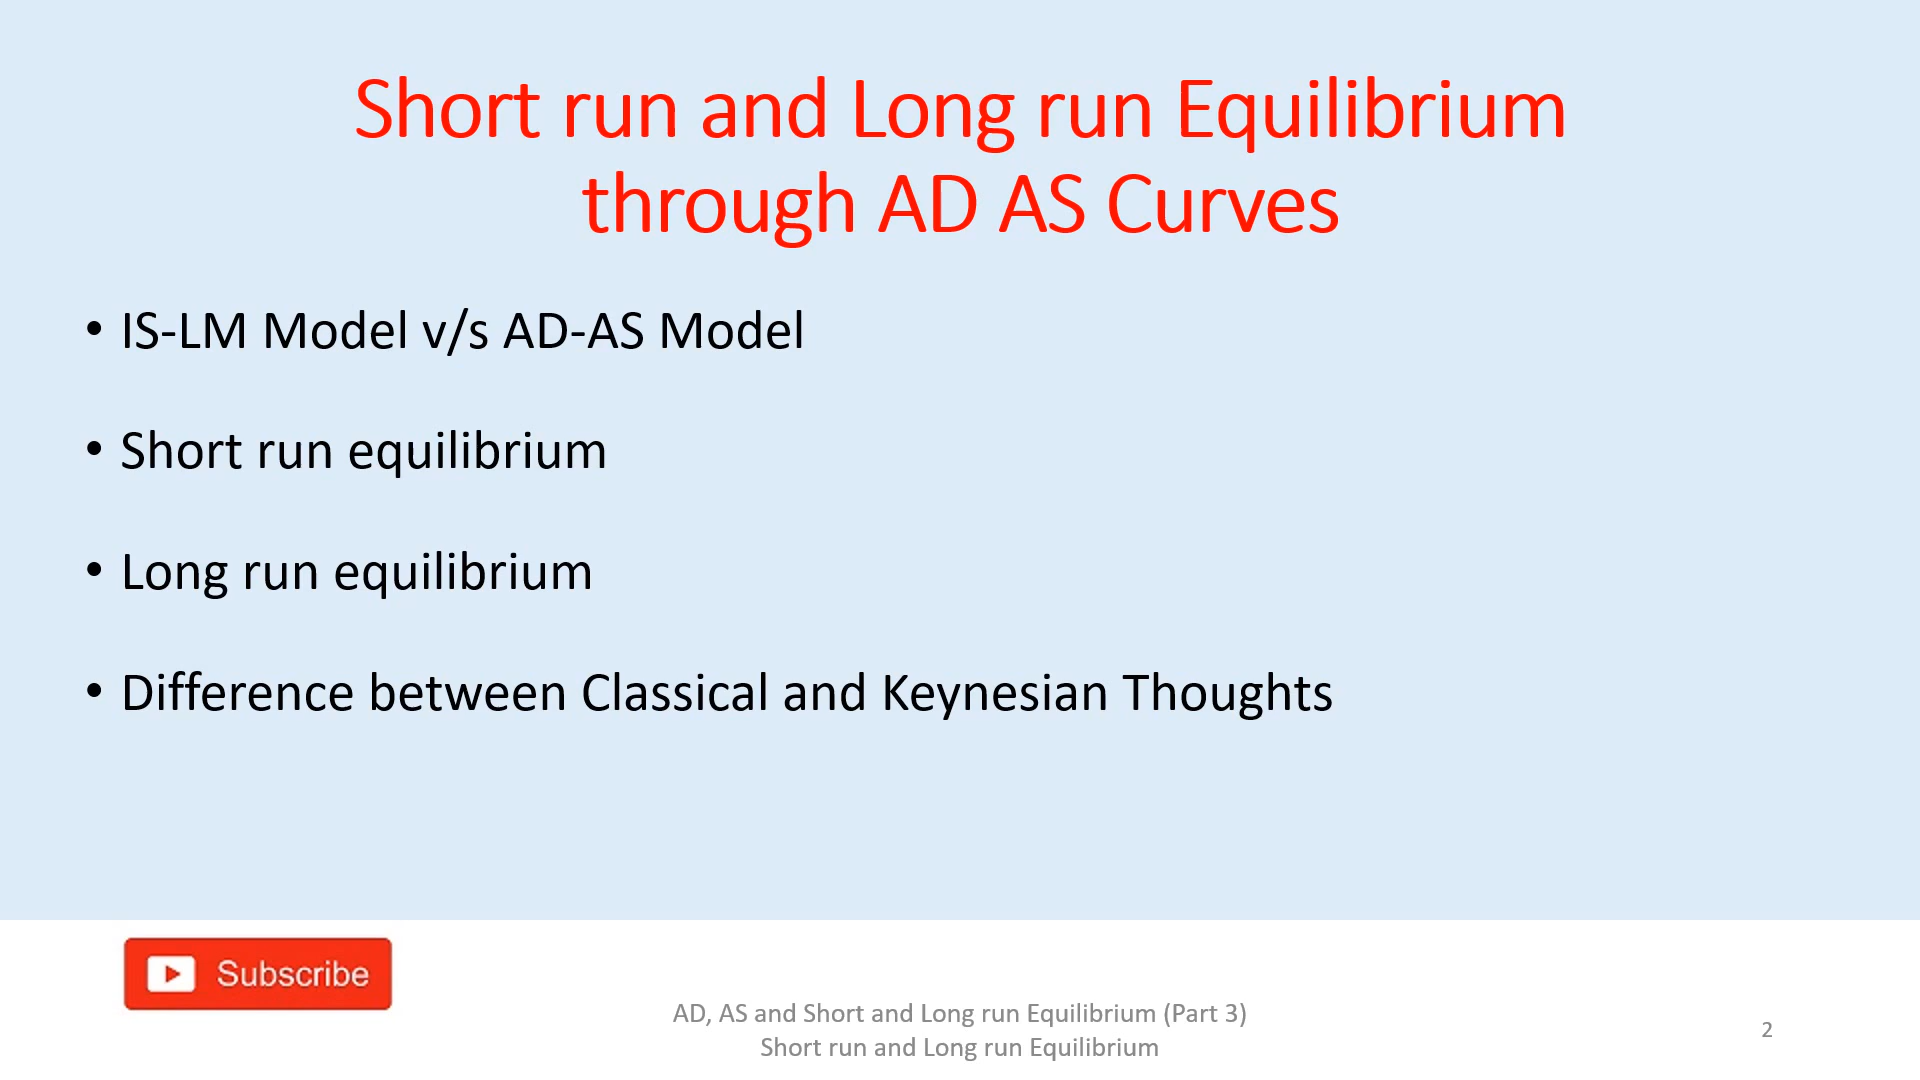 Short run and Long run Equilibrium
through AD AS Curves
• IS-LM Model v/s AD-AS Model
• Short run equilibrium
• Long run equilibrium
• Difference between Classical and Keynesian Thoughts
Subscribe
AD, AS and Short and Long run Equilibrium (Part 3)
Short run and Long run Equilibrium
2